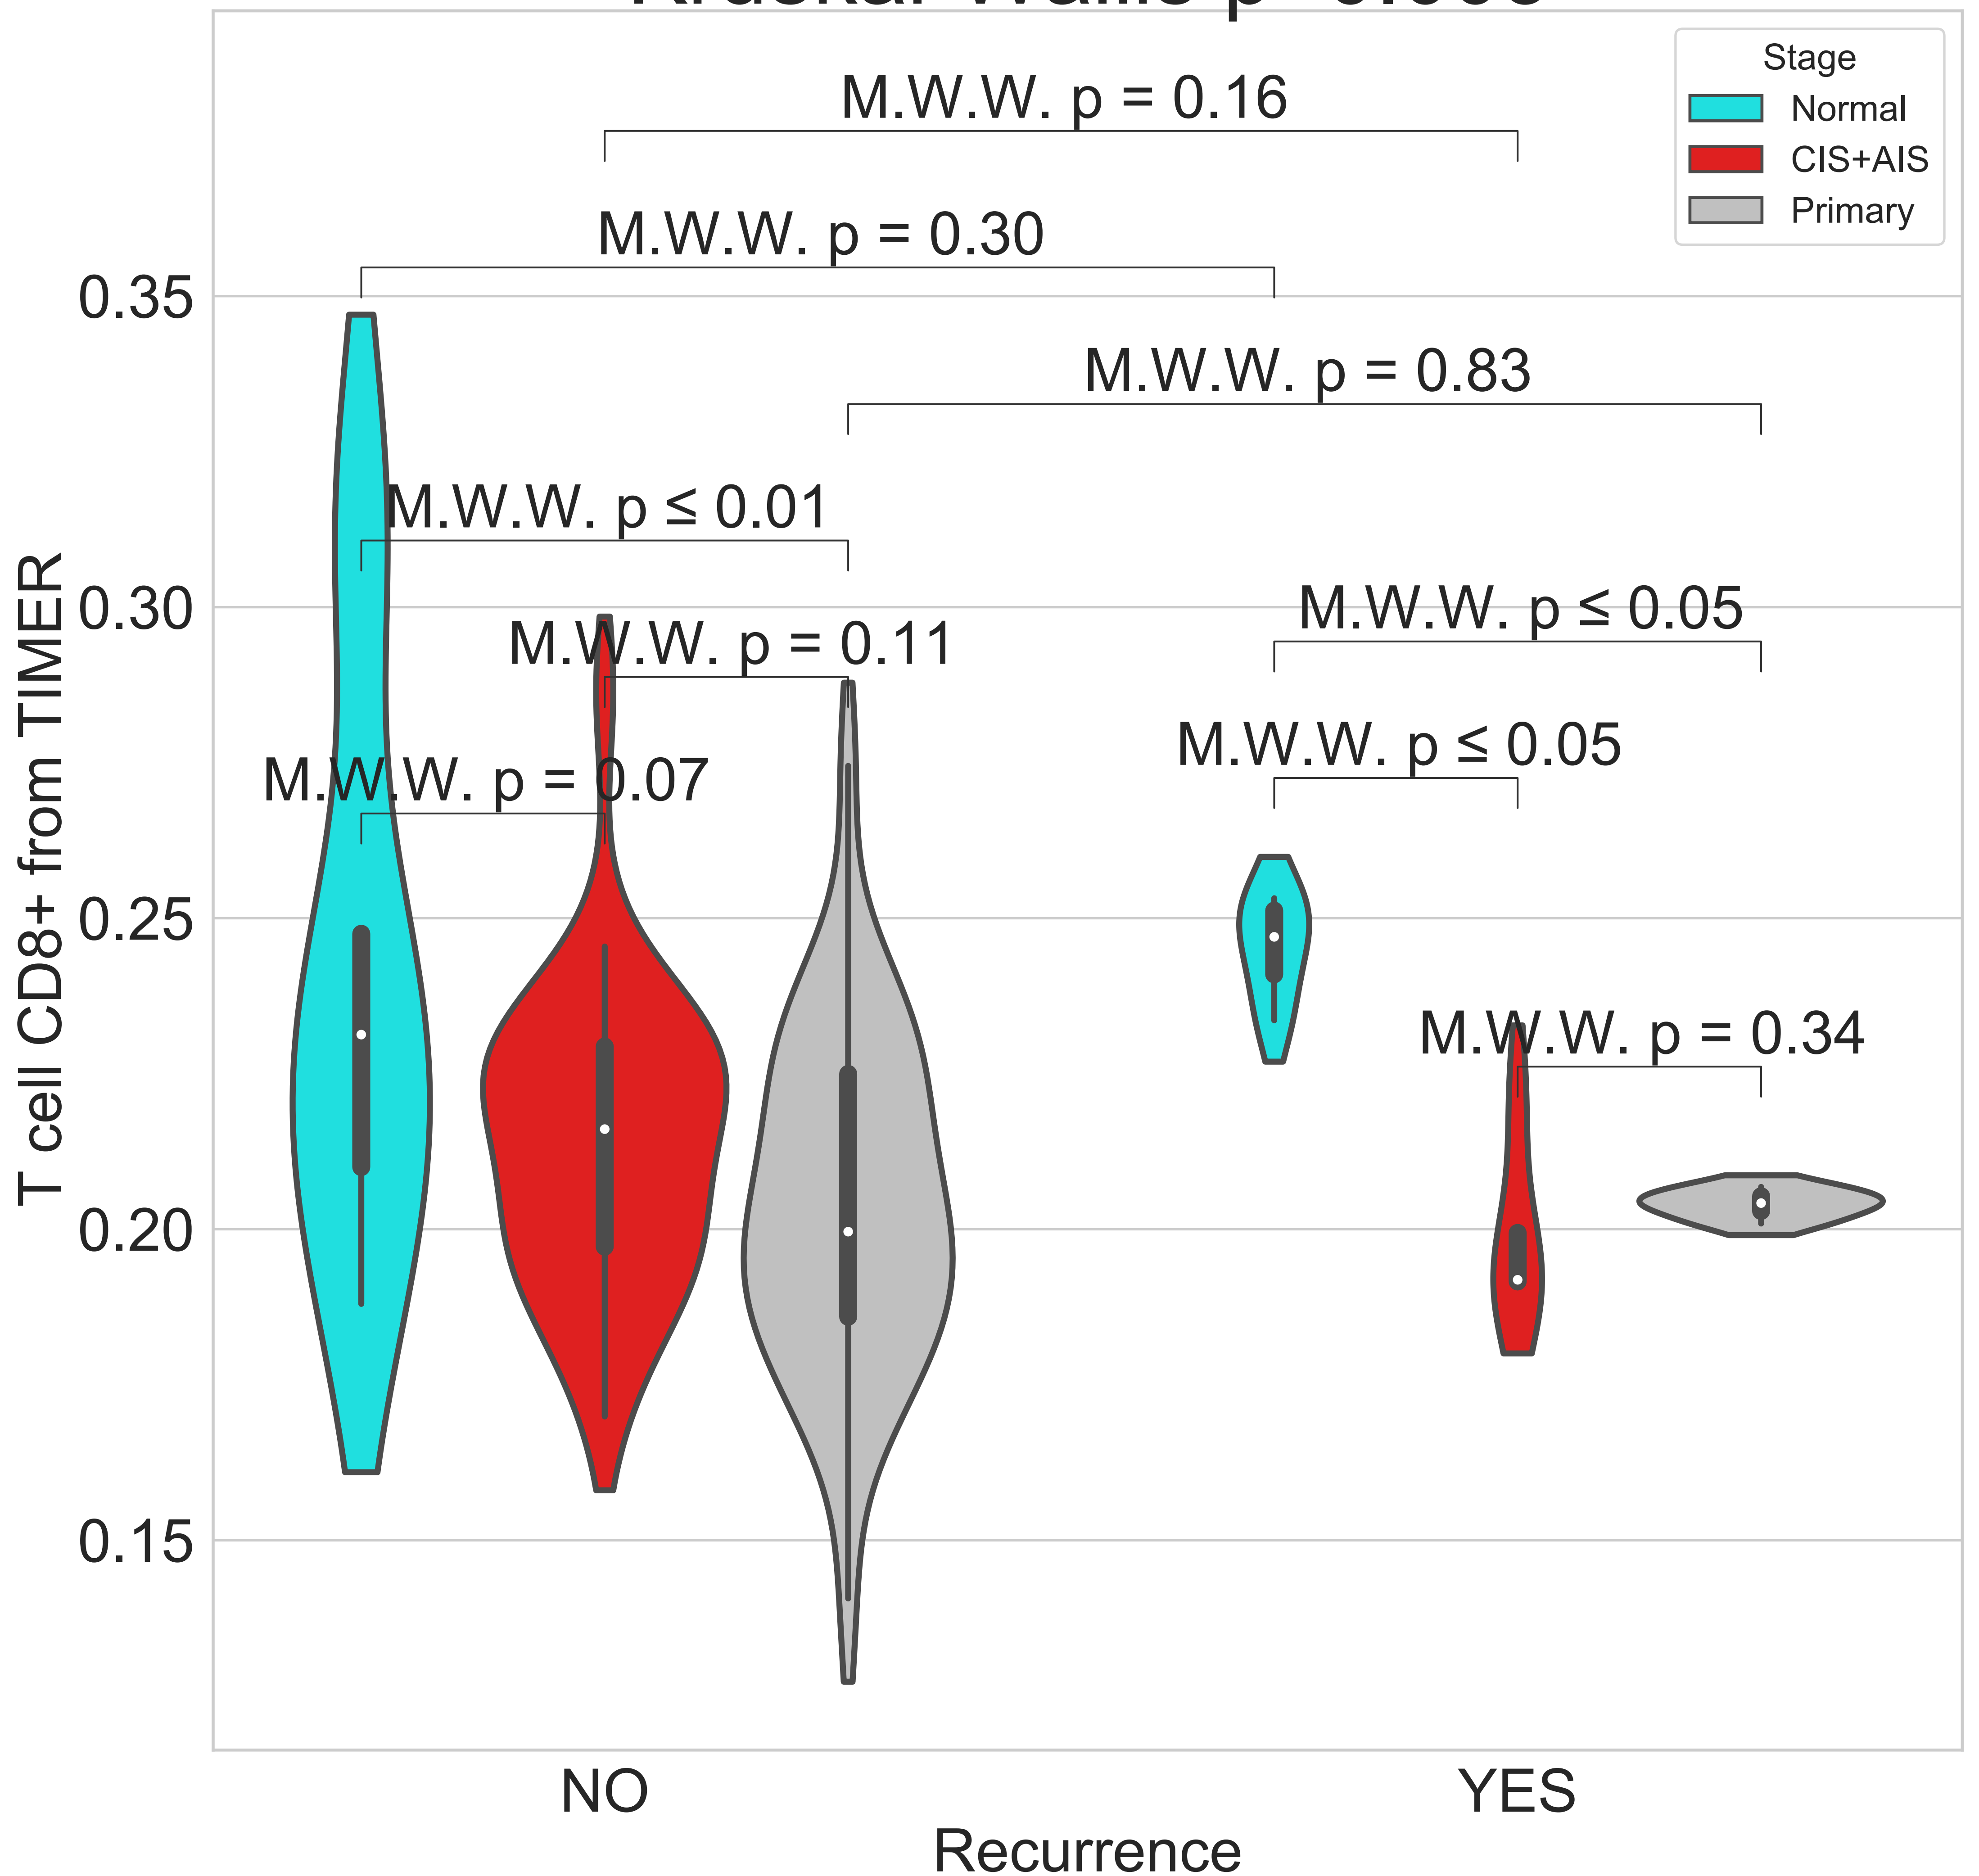 Stage
Normal
CIS+AIS
Primary
M.W.W. p = 0.16
M.W.W. p = 0.30
0.35
M.W.W. p = 0.83
M.W.W. p ≤ 0.01
0.30
M.W.W. p ≤ 0.05
M.W.W. p = 0.11
M.W.W. p ≤ 0.05
M.W.W. p = 0.07
0.25
M.W.W. p = 0.34
0.20
0.15
T cell CD8+ from TIMER
NO
YES
Recurrence